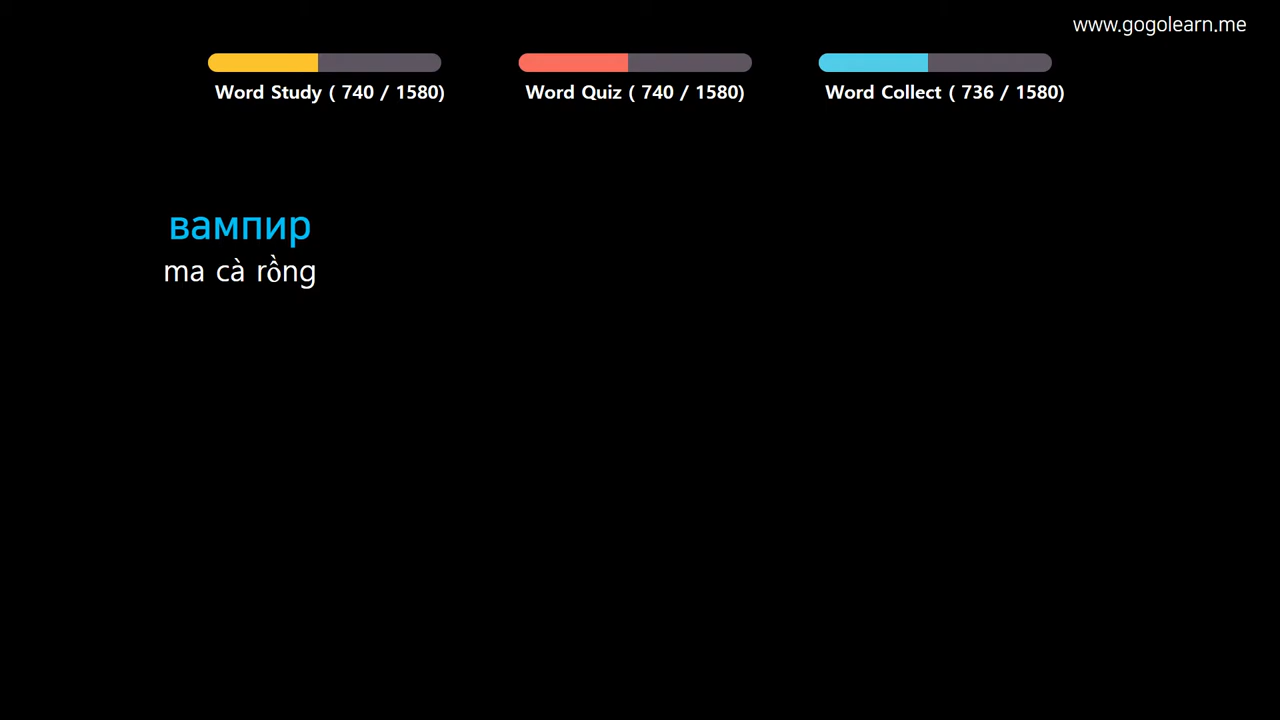 www.gogolearn.me
Word Study ( 740 / 1580)
Word Quiz ( 740 / 1580)
Word Collect ( 736 / 1580)
вампир
ma cà rồng